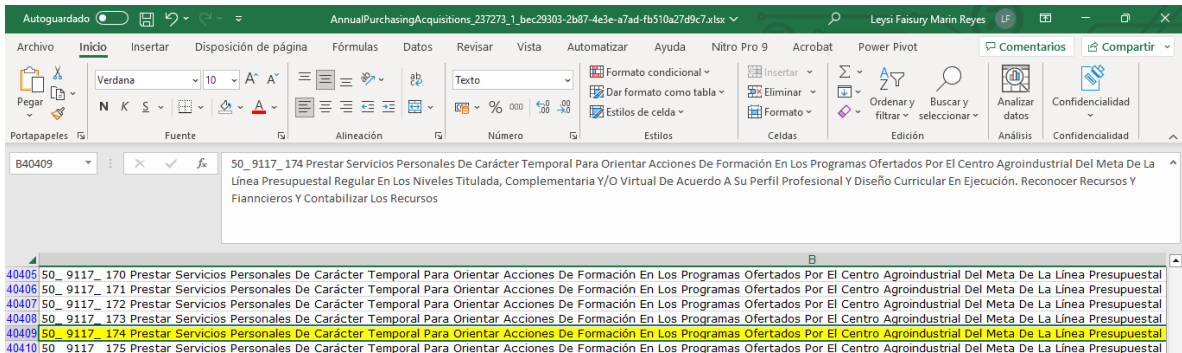 Autoguardado
AnnualPurchasingAcquisitions_237273_1_bec29303-2b87-4e3e-a7ad-fb510a27d9c7.xlsx
Leysi Faisury Marin Reyes
LF
Archivo Inicio Insertar Disposición de página Fórmulas Datos Revisar Vista Automatizar Ayuda Nitro Pro 9 Acrobat Power Pivot Comentarios Compartir
Pegar
Verdana 10 A^ A˅
N K S A
ab
Texto
% 000
Formato condicional
Dar formato como tabla
Estilos de celda
Insertar
Eliminar
Formato
Ordenar y filtrar
Buscar y seleccionar
Analizar datos
Confidencialidad
Portapapeles Fuente Alineación Número Estilos Celdas Edición Análisis Confidencialidad
B40409
fx
50_9117_174 Prestar Servicios Personales De Carácter Temporal Para Orientar Acciones De Formación En Los Programas Ofertados Por El Centro Agroindustrial Del Meta De La
Línea Presupuestal Regular En Los Niveles Titulada, Complementaria Y/O Virtual De Acuerdo A Su Perfil Profesional Y Diseño Curricular En Ejecución. Reconocer Recursos Y
Fianncieros Y Contabilizar Los Recursos
B
40405 50_ 9117_ 170 Prestar Servicios Personales De Carácter Temporal Para Orientar Acciones De Formación En Los Programas Ofertados Por El Centro Agroindustrial Del Meta De La Línea Presupuestal
40406 50_ 9117_ 171 Prestar Servicios Personales De Carácter Temporal Para Orientar Acciones De Formación En Los Programas Ofertados Por El Centro Agroindustrial Del Meta De La Línea Presupuestal
40407 50_ 9117_ 172 Prestar Servicios Personales De Carácter Temporal Para Orientar Acciones De Formación En Los Programas Ofertados Por El Centro Agroindustrial Del Meta De La Línea Presupuestal
40408 50_ 9117_ 173 Prestar Servicios Personales De Carácter Temporal Para Orientar Acciones De Formación En Los Programas Ofertados Por El Centro Agroindustrial Del Meta De La Línea Presupuestal
40409 50_ 9117_ 174 Prestar Servicios Personales De Carácter Temporal Para Orientar Acciones De Formación En Los Programas Ofertados Por El Centro Agroindustrial Del Meta De La Línea Presupuestal
40410 50_ 9117_ 175 Prestar Servicios Personales De Carácter Temporal Para Orientar Acciones De Formación En Los Programas Ofertados Por El Centro Agroindustrial Del Meta De La Línea Presupuestal